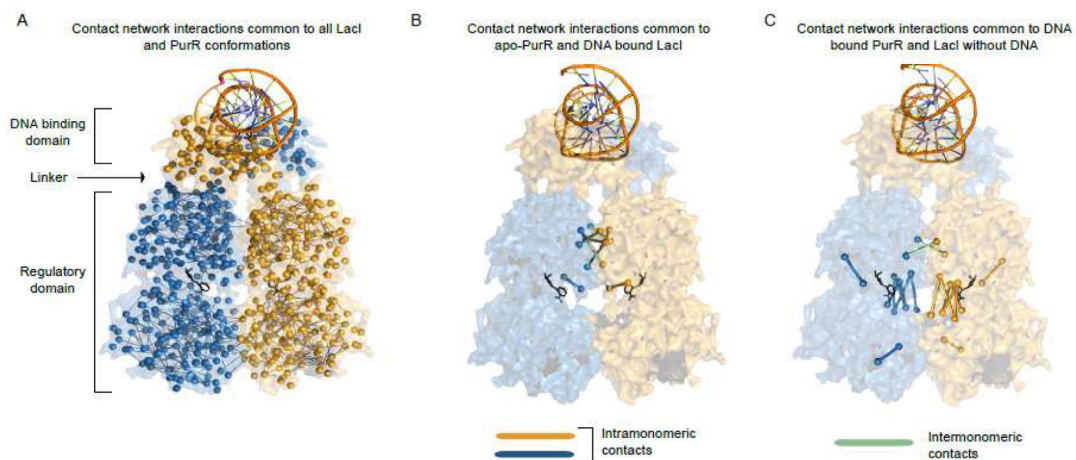 A
Contact network interactions common to all LacI
and PurR conformations
DNA binding
domain
Linker
Regulatory
domain
B
Contact network interactions common to
apo-PurR and DNA bound LacI
Intramonomeric
contacts
C
Contact network interactions common to DNA
bound PurR and LacI without DNA
Intermonomeric
contacts